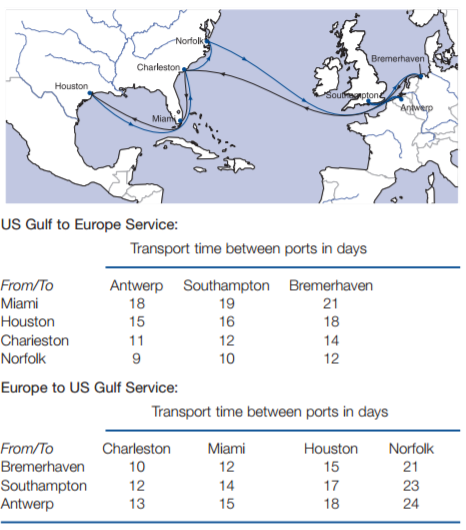 Norfolk
Charleston
Bremerhaven
Houston
Southampton
Antwerp
Miami
US Gulf to Europe Service:
Transport time between ports in days
From/To Antwerp Southampton Bremerhaven
Miami 18 19 21
Houston 15 16 18
Charieston 11 12 14
Norfolk 9 10 12
Europe to US Gulf Service:
Transport time between ports in days
From/To Charleston Miami Houston Norfolk
Bremerhaven 10 12 15 21
Southampton 12 14 17 23
Antwerp 13 15 18 24